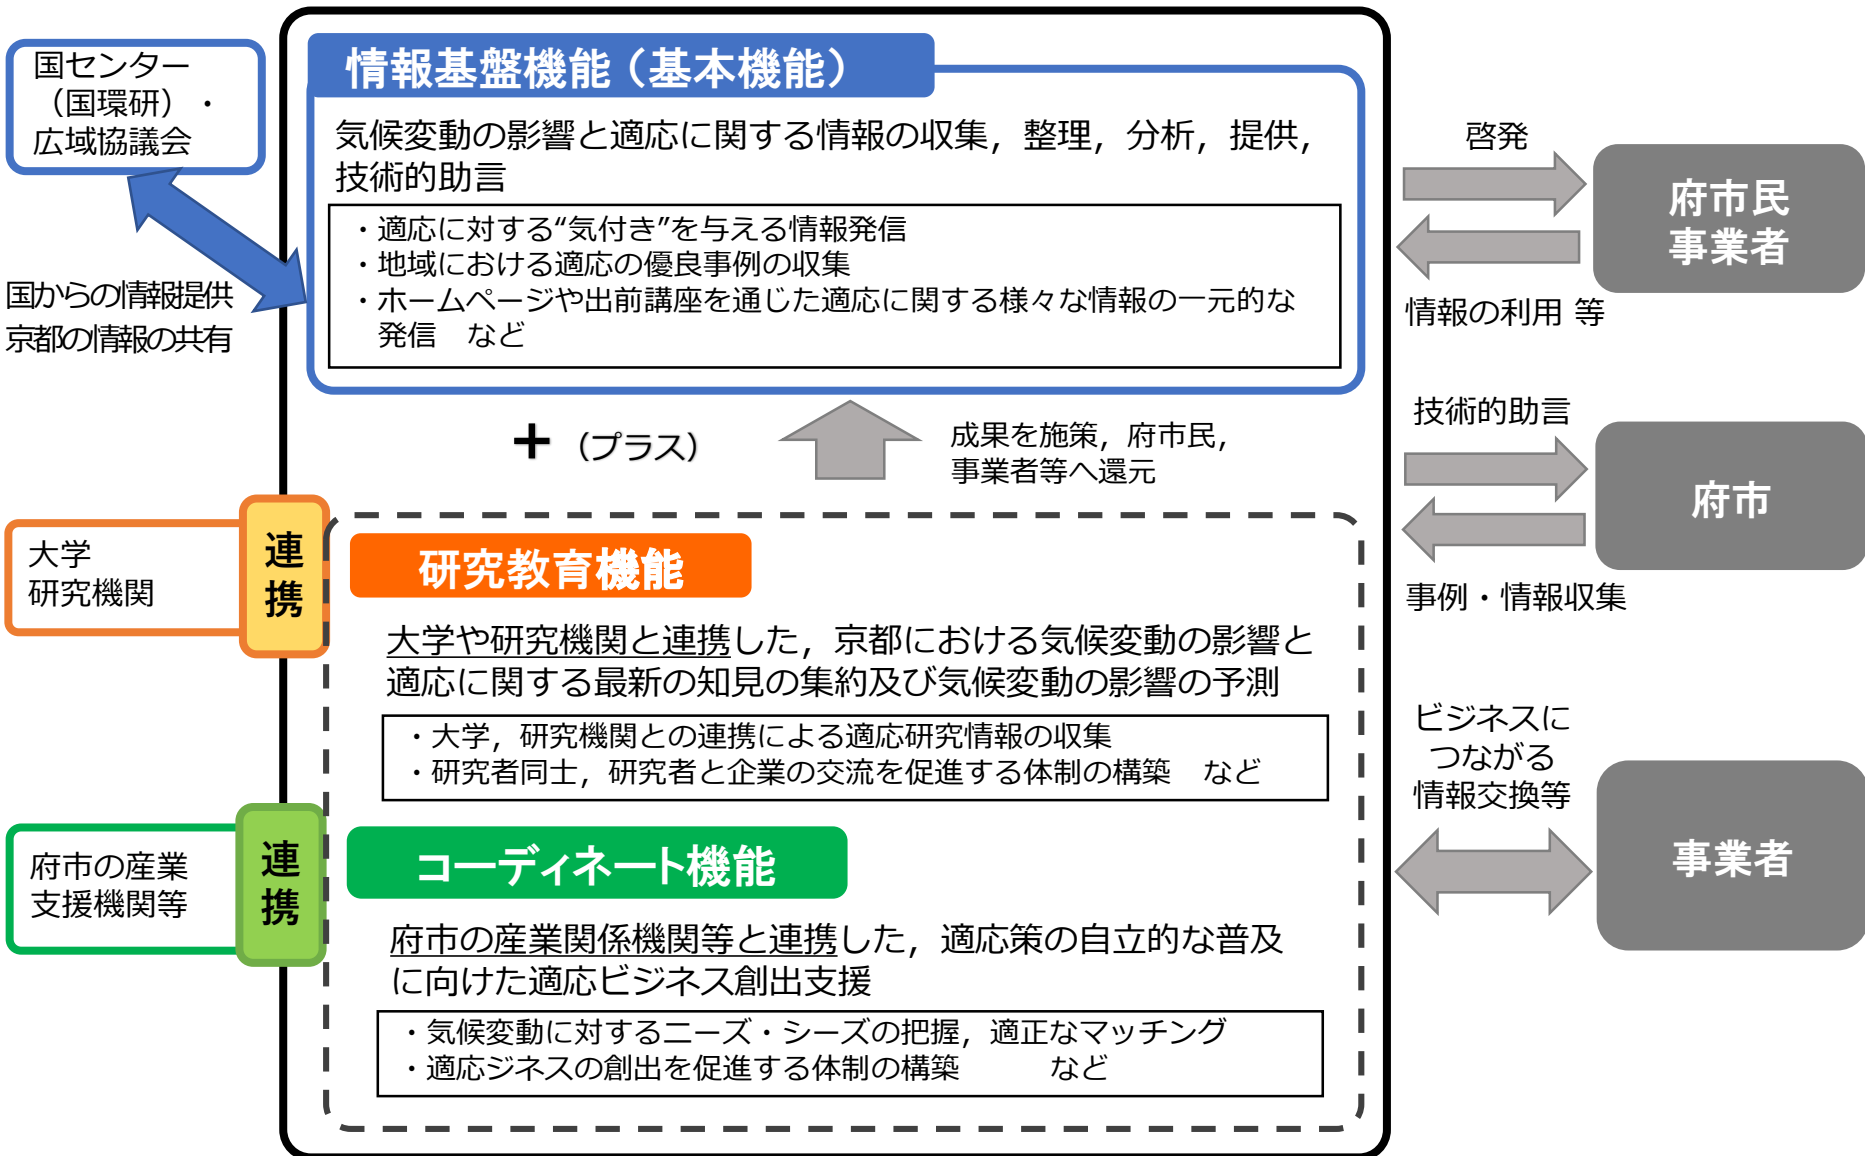 国センター
（国環研）・
広域協議会
国からの情報提供
京都の情報の共有
情報基盤機能（基本機能）
気候変動の影響と適応に関する情報の収集，整理，分析，提供，
技術的助言
・適応に対する“気付き”を与える情報発信
・地域における適応の優良事例の収集
・ホームページや出前講座を通じた適応に関する様々な情報の一元的な
発信　など
+（プラス）
成果を施策，府市民，
事業者等へ還元
大学
研究機関
連携
研究教育機能
大学や研究機関と連携した，京都における気候変動の影響と
適応に関する最新の知見の集約及び気候変動の影響の予測
・大学，研究機関との連携による適応研究情報の収集
・研究者同士，研究者と企業の交流を促進する体制の構築　など
府市の産業
支援機関等
連携
コーディネート機能
府市の産業関係機関等と連携した，適応策の自立的な普及
に向けた適応ビジネス創出支援
・気候変動に対するニーズ・シーズの把握，適正なマッチング
・適応ジネスの創出を促進する体制の構築　　　など
啓発
府市民
事業者
情報の利用 等
技術的助言
府市
事例・情報収集
ビジネスに
つながる
情報交換等
事業者